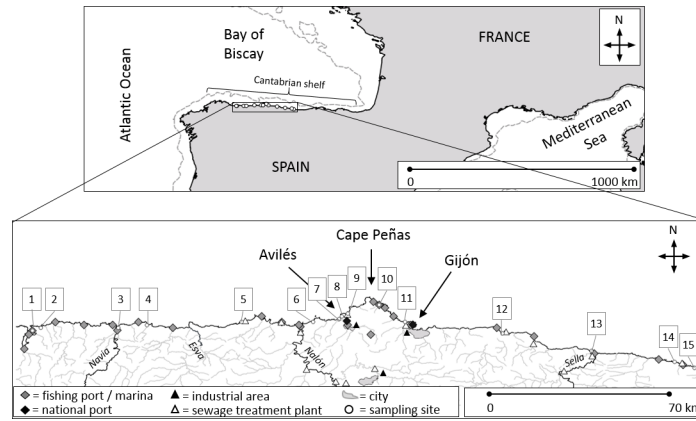 Bay of
Biscay
FRANCE
N
Cantabrian shelf
Atlantic Ocean
Mediterranean
Sea
SPAIN
0 1000 km
Cape Peñas
N
Avilés
Gijón
1 2 3 4 5 6 7 8 9 10 11 12 13 14 15
Navia
Esva
Nalón
Sella
= fishing port / marina
= industrial area
= city
= national port
= sewage treatment plant
= sampling site
0 70 km